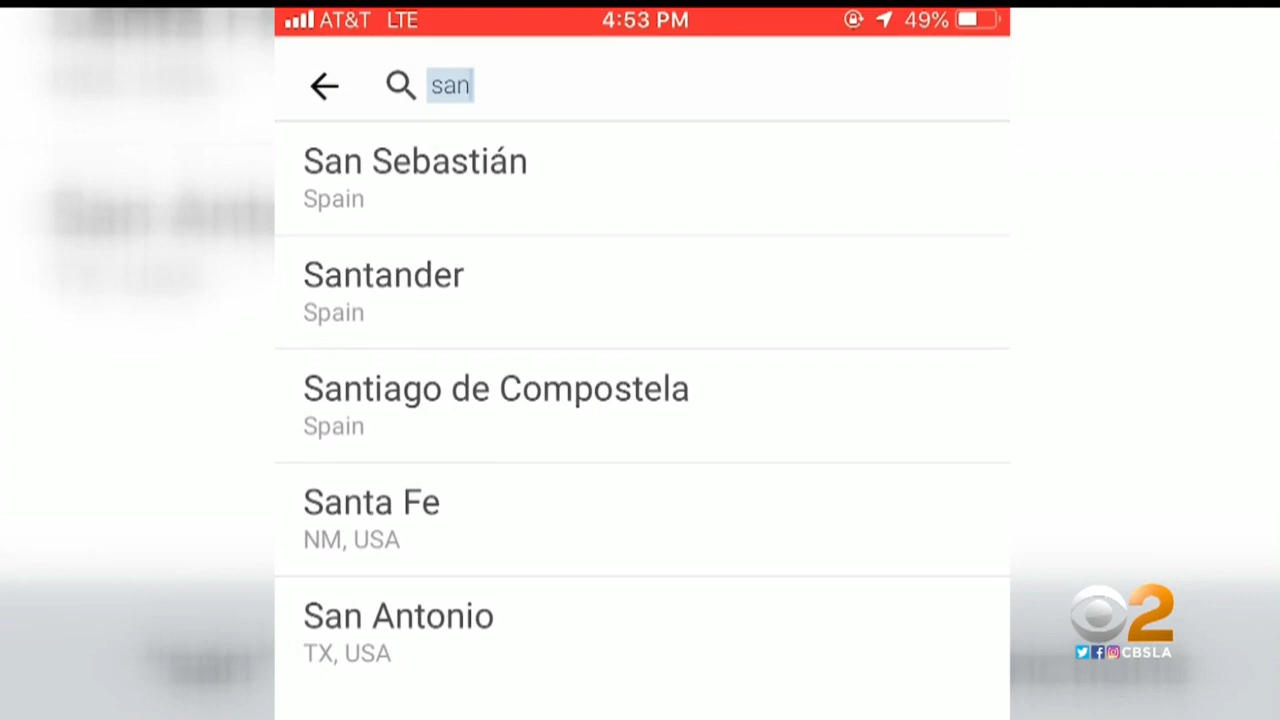 AT&T LTE 4:53 PM 49%
san
San Sebastián
Spain
Santander
Spain
Santiago de Compostela
Spain
Santa Fe
NM, USA
San Antonio
TX, USA
2
CBSLA